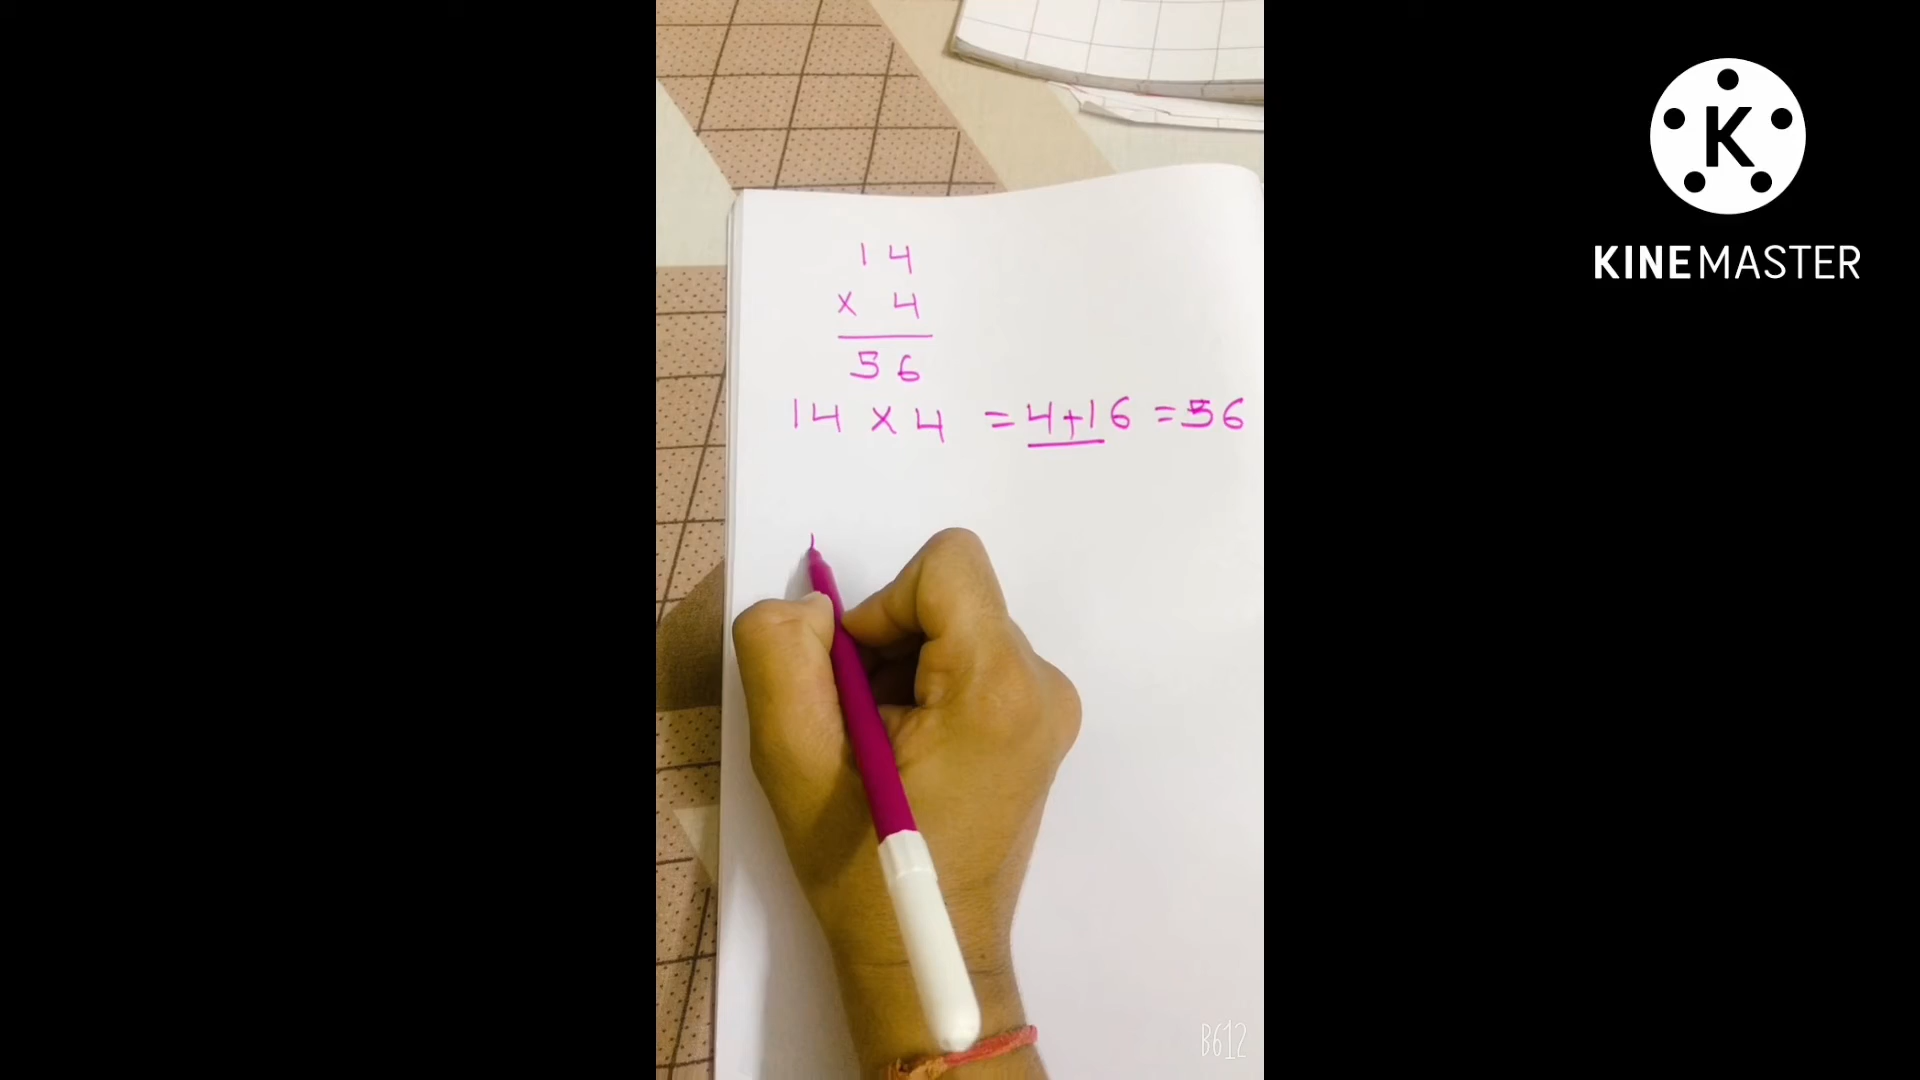 14
× 4
56
14 × 4 = 4+16 = 56
K
KINEMASTER
B612